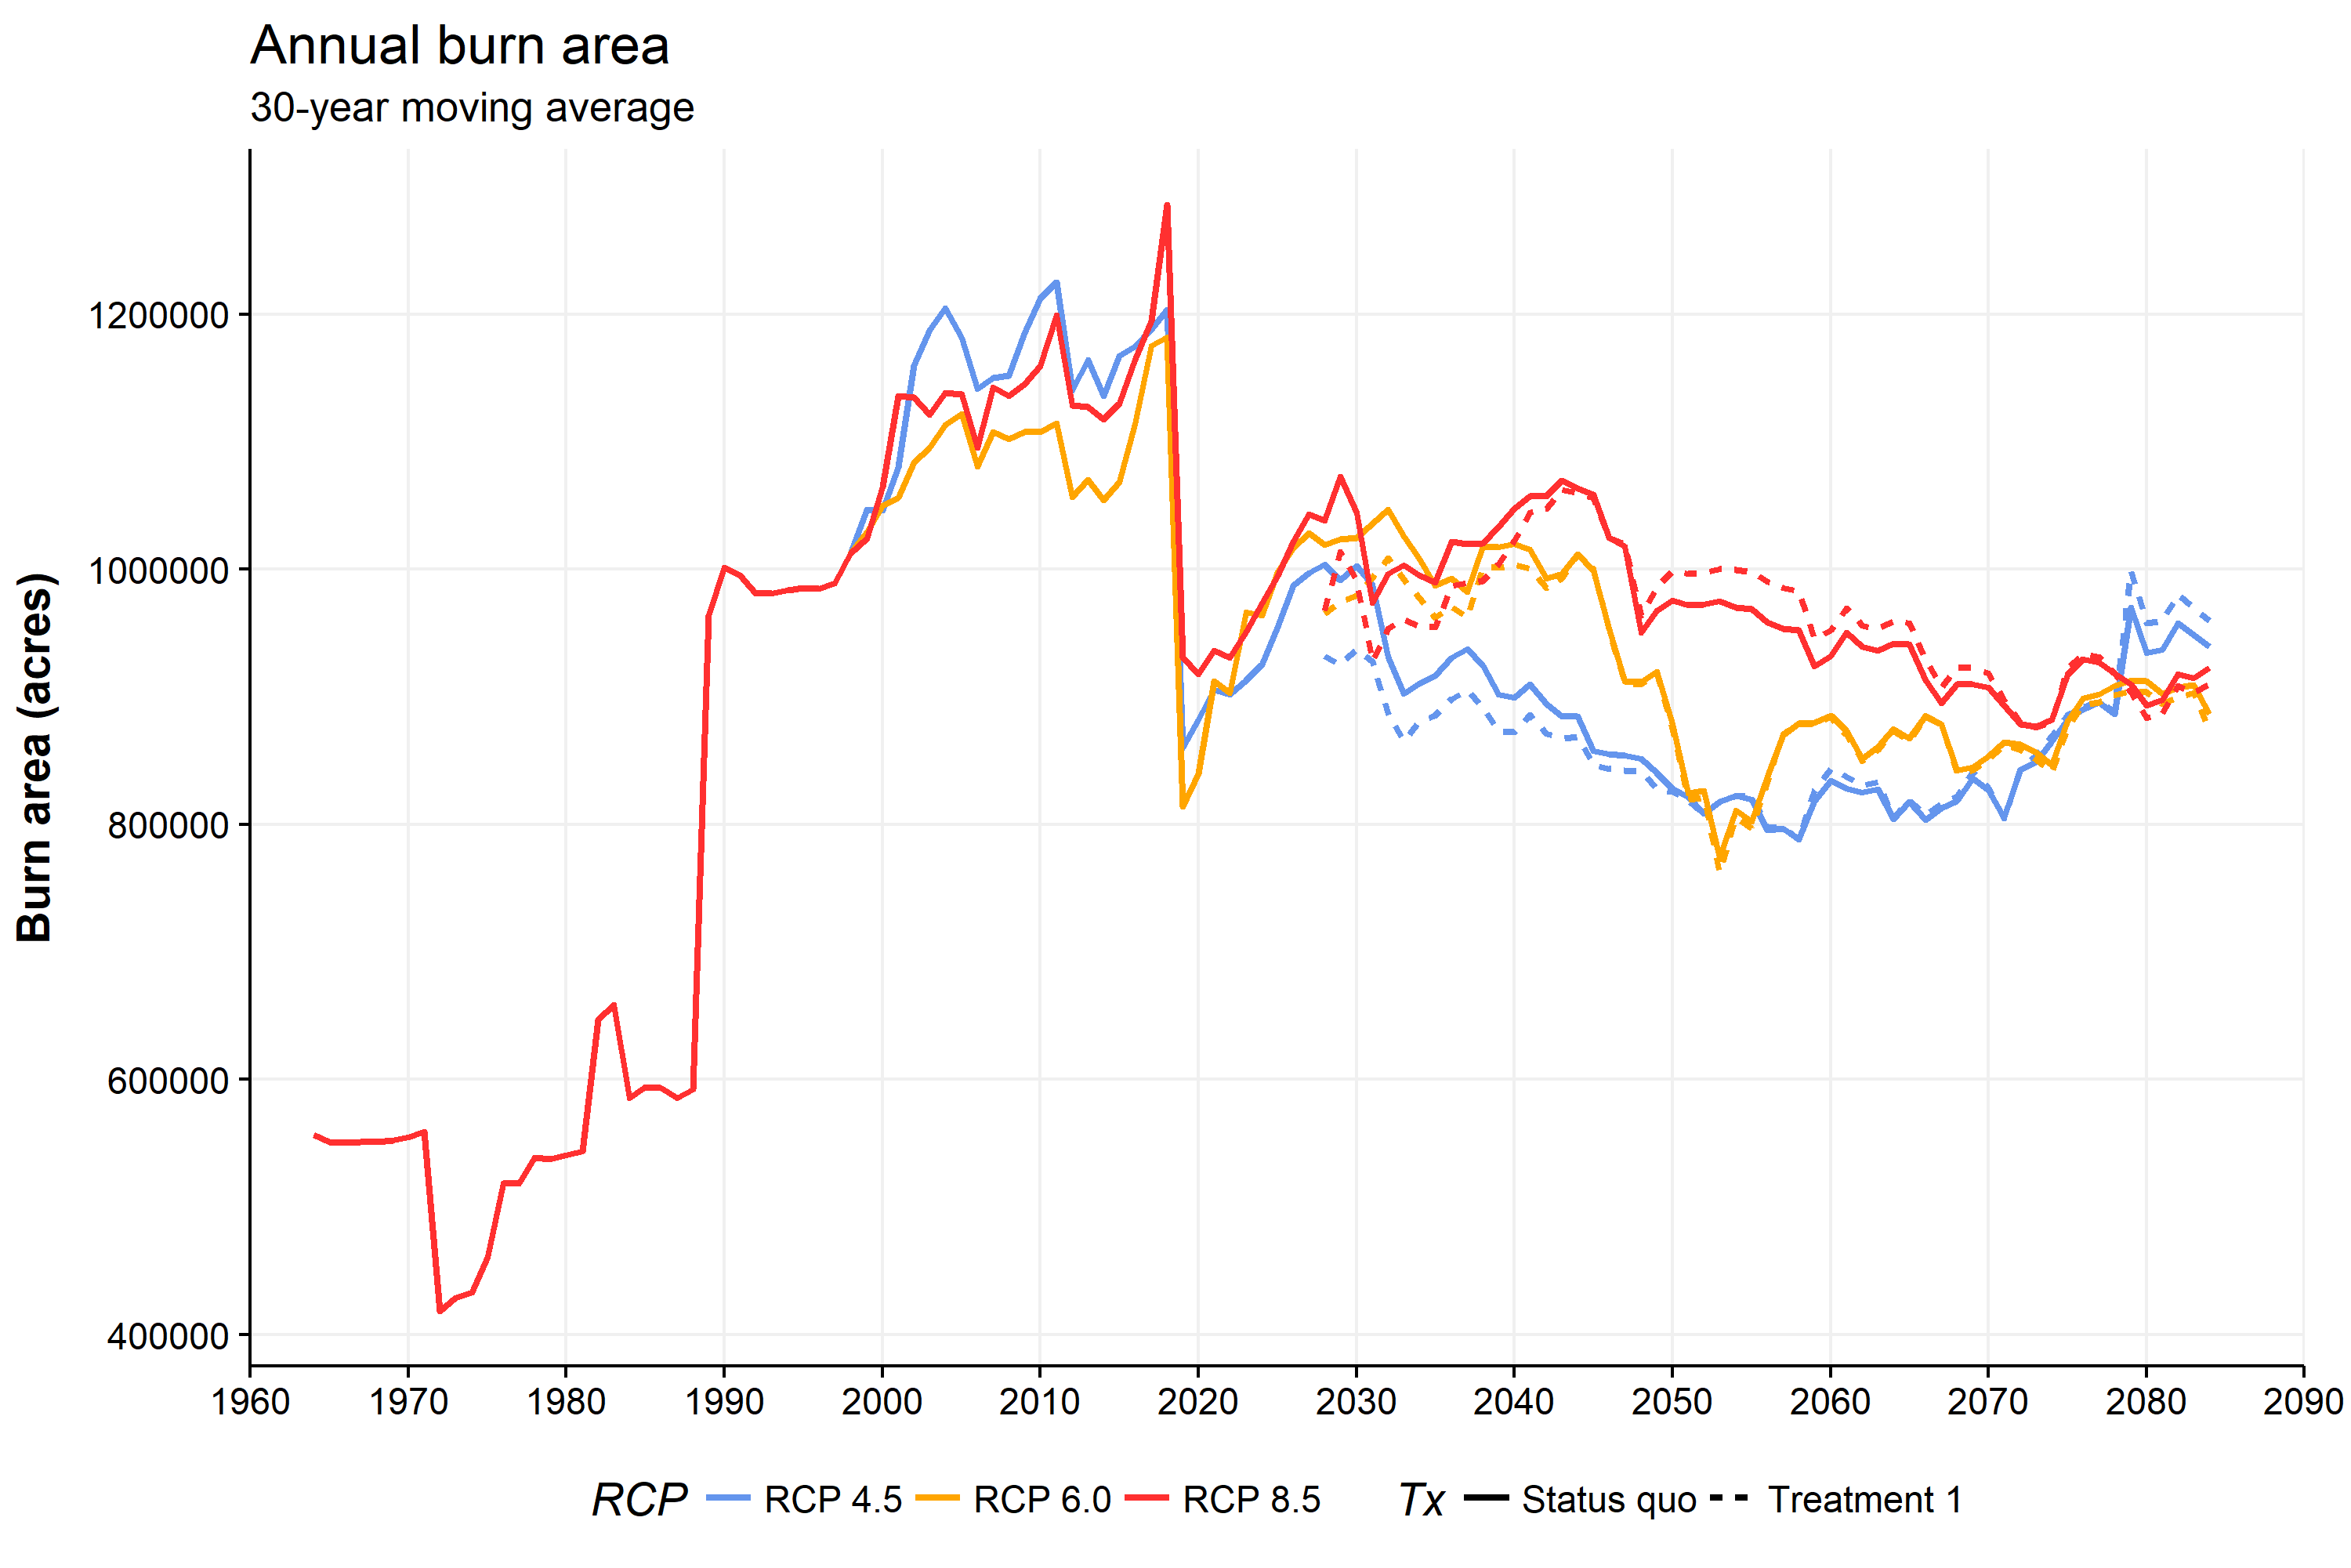 Annual burn area
30-year moving average
Burn area (acres)
1200000
1000000
800000
600000
400000
1960 1970 1980 1990 2000 2010 2020 2030 2040 2050 2060 2070 2080 2090
RCP RCP 4.5 RCP 6.0 RCP 8.5 Tx Status quo Treatment 1